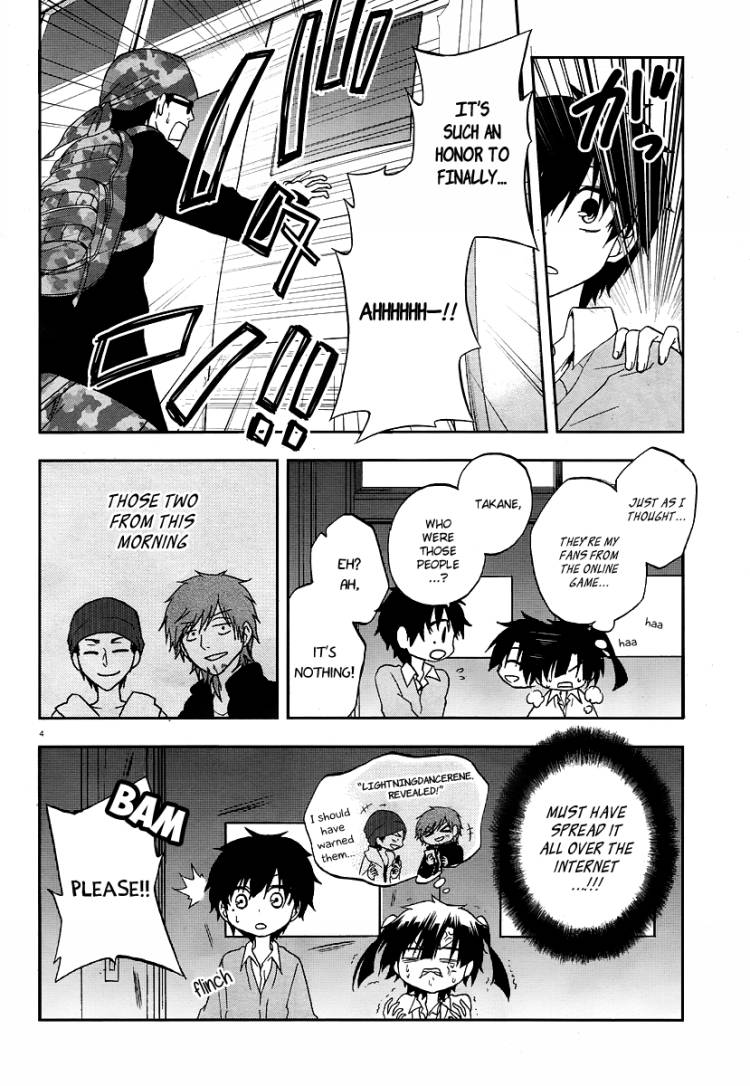 ガッ
IT'S
SUCH AN
HONOR TO
FINALLY...
AHHHHHH—!!
JUST AS I
THOUGHT...
THEY'RE MY
FANS FROM
THE ONLINE
GAME...
haa
haa
TAKANE,
WHO
WERE
THOSE
PEOPLE
...?
EH?
AH,
IT'S
NOTHING!
THOSE TWO
FROM THIS
MORNING
4
MUST HAVE
SPREAD IT
ALL OVER THE
INTERNET
...!!!
"LIGHTNINGDANCERENE.
REVEALED!"
I should
have
warned
them...
BAM
PLEASE!!
flinch